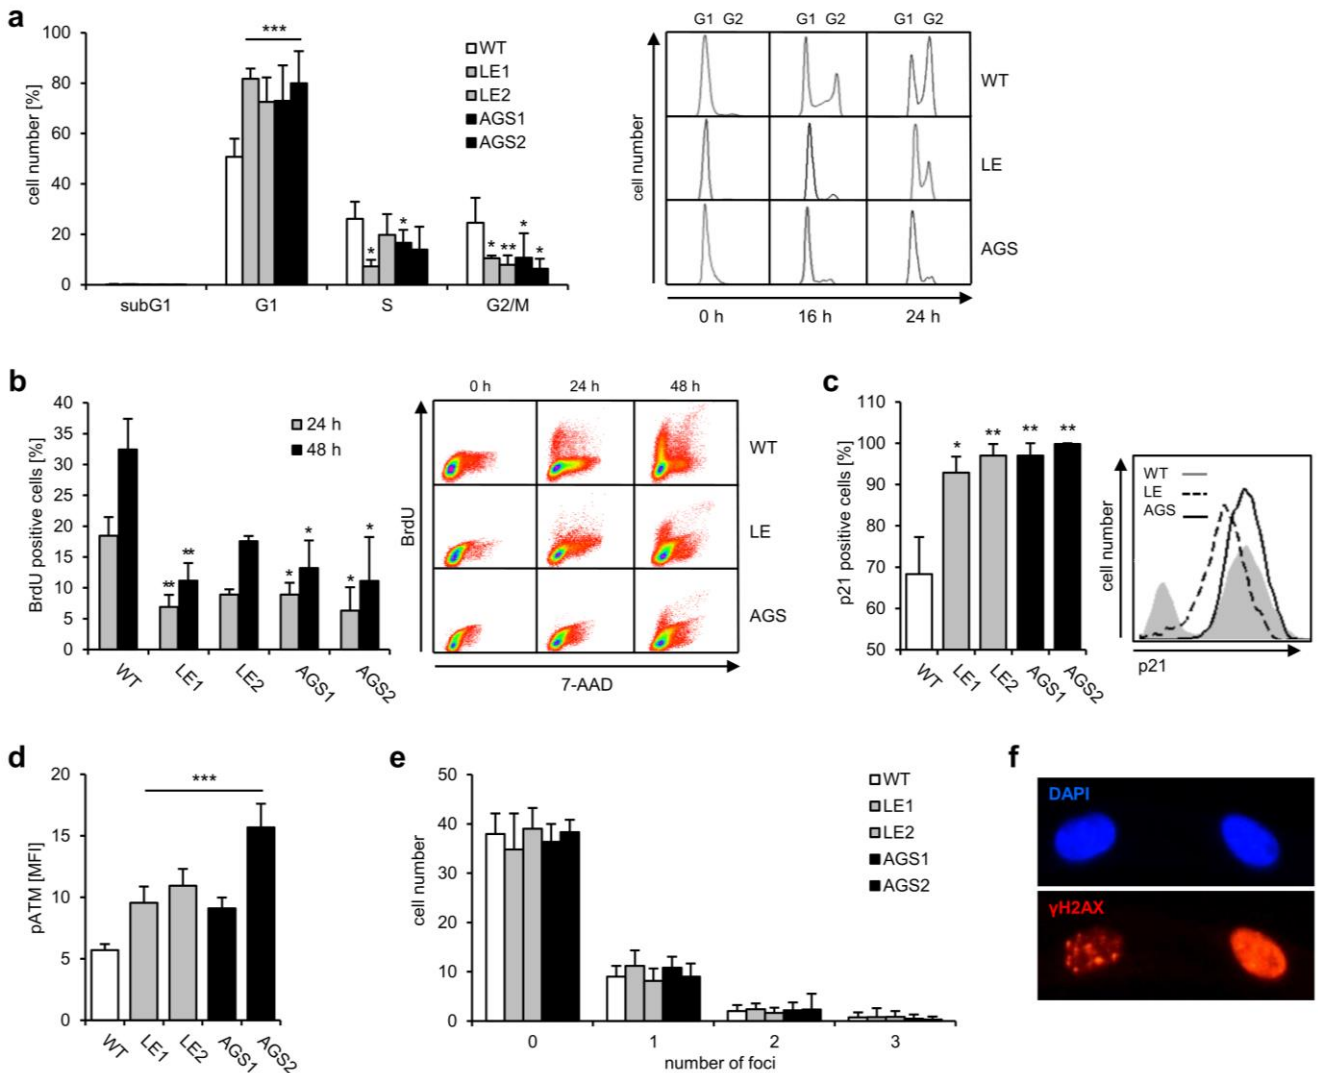 a
cell number [%]
100
80
60
40
20
0
***
* * * ** * *
subG1 G1 S G2/M
WT
LE1
LE2
AGS1
AGS2
G1 G2 G1 G2 G1 G2
cell number
WT
LE
AGS
0 h 16 h 24 h
b
BrdU positive cells [%]
40
35
30
25
20
15
10
5
0
24 h
48 h
** ** * * * *
WT LE1 LE2 AGS1 AGS2
0 h 24 h 48 h
BrdU
WT
LE
AGS
7-AAD
c
p21 positive cells [%]
110
100
90
80
70
60
50
* ** ** **
WT LE1 LE2 AGS1 AGS2
cell number
WT
LE
AGS
p21
d
pATM [MFI]
20
15
10
5
0
***
WT LE1 LE2 AGS1 AGS2
e
cell number
50
40
30
20
10
0
0 1 2 3
number of foci
WT
LE1
LE2
AGS1
AGS2
f
DAPI
γH2AX